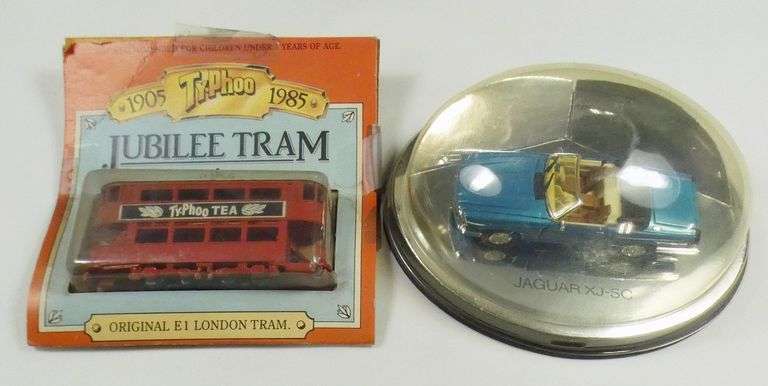 FOR CHILDREN UNDER 3 YEARS OF AGE.
1905 Ty-Phoo 1985
JUBILEE TRAM
Ty-Phoo TEA
ORIGINAL E1 LONDON TRAM.
JAGUAR XJ-SC